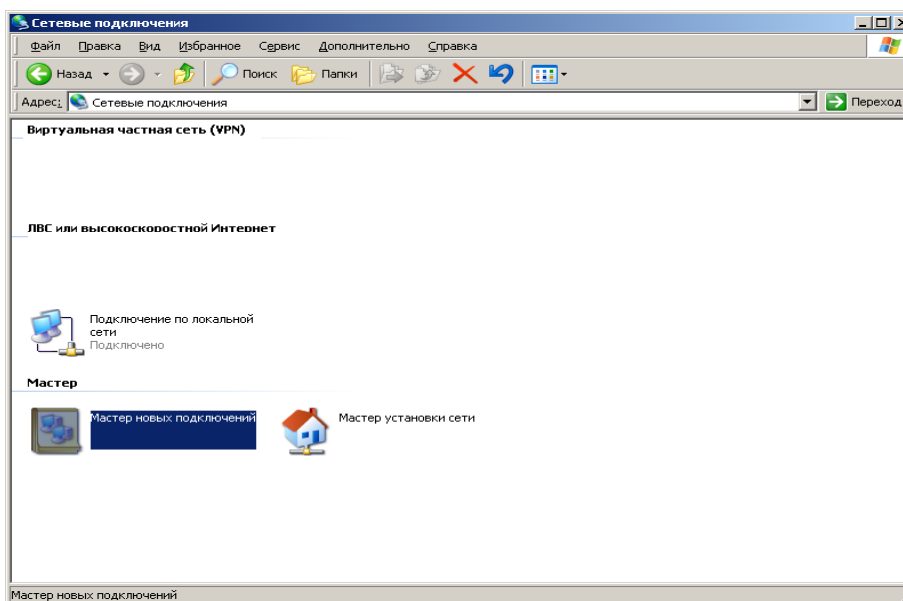 Сетевые подключения
Файл Правка Вид Избранное Сервис Дополнительно Справка
Назад Поиск Папки
Адрес: Сетевые подключения Переход
Виртуальная частная сеть (VPN)
ЛВС или высокоскоростной Интернет
Подключение по локальной
сети
Подключено
Мастер
Мастер новых подключений Мастер установки сети
Мастер новых подключений